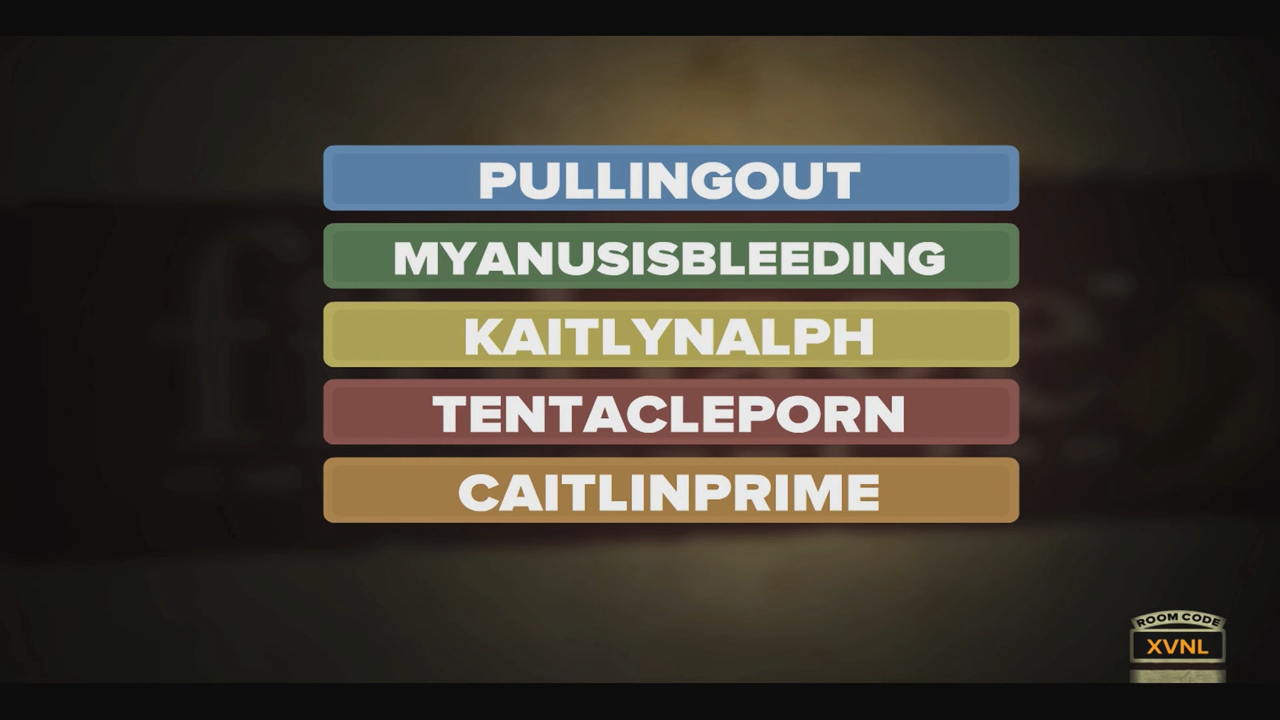 PULLINGOUT
MYANUSISBLEEDING
KAITLYNALPH
TENTACLEPORN
CAITLINPRIME
ROOM CODE
XVNL